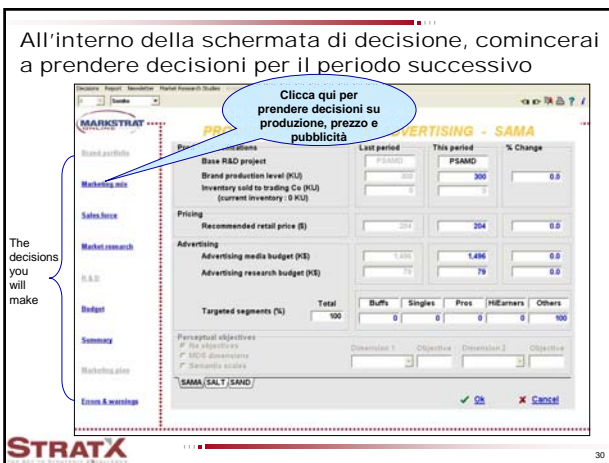 All'interno della schermata di decisione, comincerai
a prendere decisioni per il periodo successivo
Decisions Report Newsletter Market Research Studies
1 Samba
Clicca qui per
prendere decisioni su
produzione, prezzo e
pubblicità
MARKSTRAT
PRO VERTISING - SAMA
Last period This period % Change
Base R&D project PSAMD PSAMD
Brand production level (KU) 300 300 0.0
Inventory sold to trading Co (KU)
(current inventory : 0 KU)
Pricing
Recommended retail price ($) 204 204 0.0
Advertising
Advertising media budget (K$) 1,496 1,496 0.0
Advertising research budget (K$) 79 79 0.0
Total Buffs Singles Pros HiEarners Others
Targeted segments (%) 100 0 0 0 0 100
Perceptual objectives
No objectives
MDS dimensions
Semantic scales
Dimension 1 Objective Dimension 2 Objective
SAMA SALT SAND
Ok Cancel
Brand portfolio
Marketing mix
Sales force
Market research
R & D
Budget
Summary
Marketing plan
Errors & warnings
The
decisions
you
will
make
STRATX
30